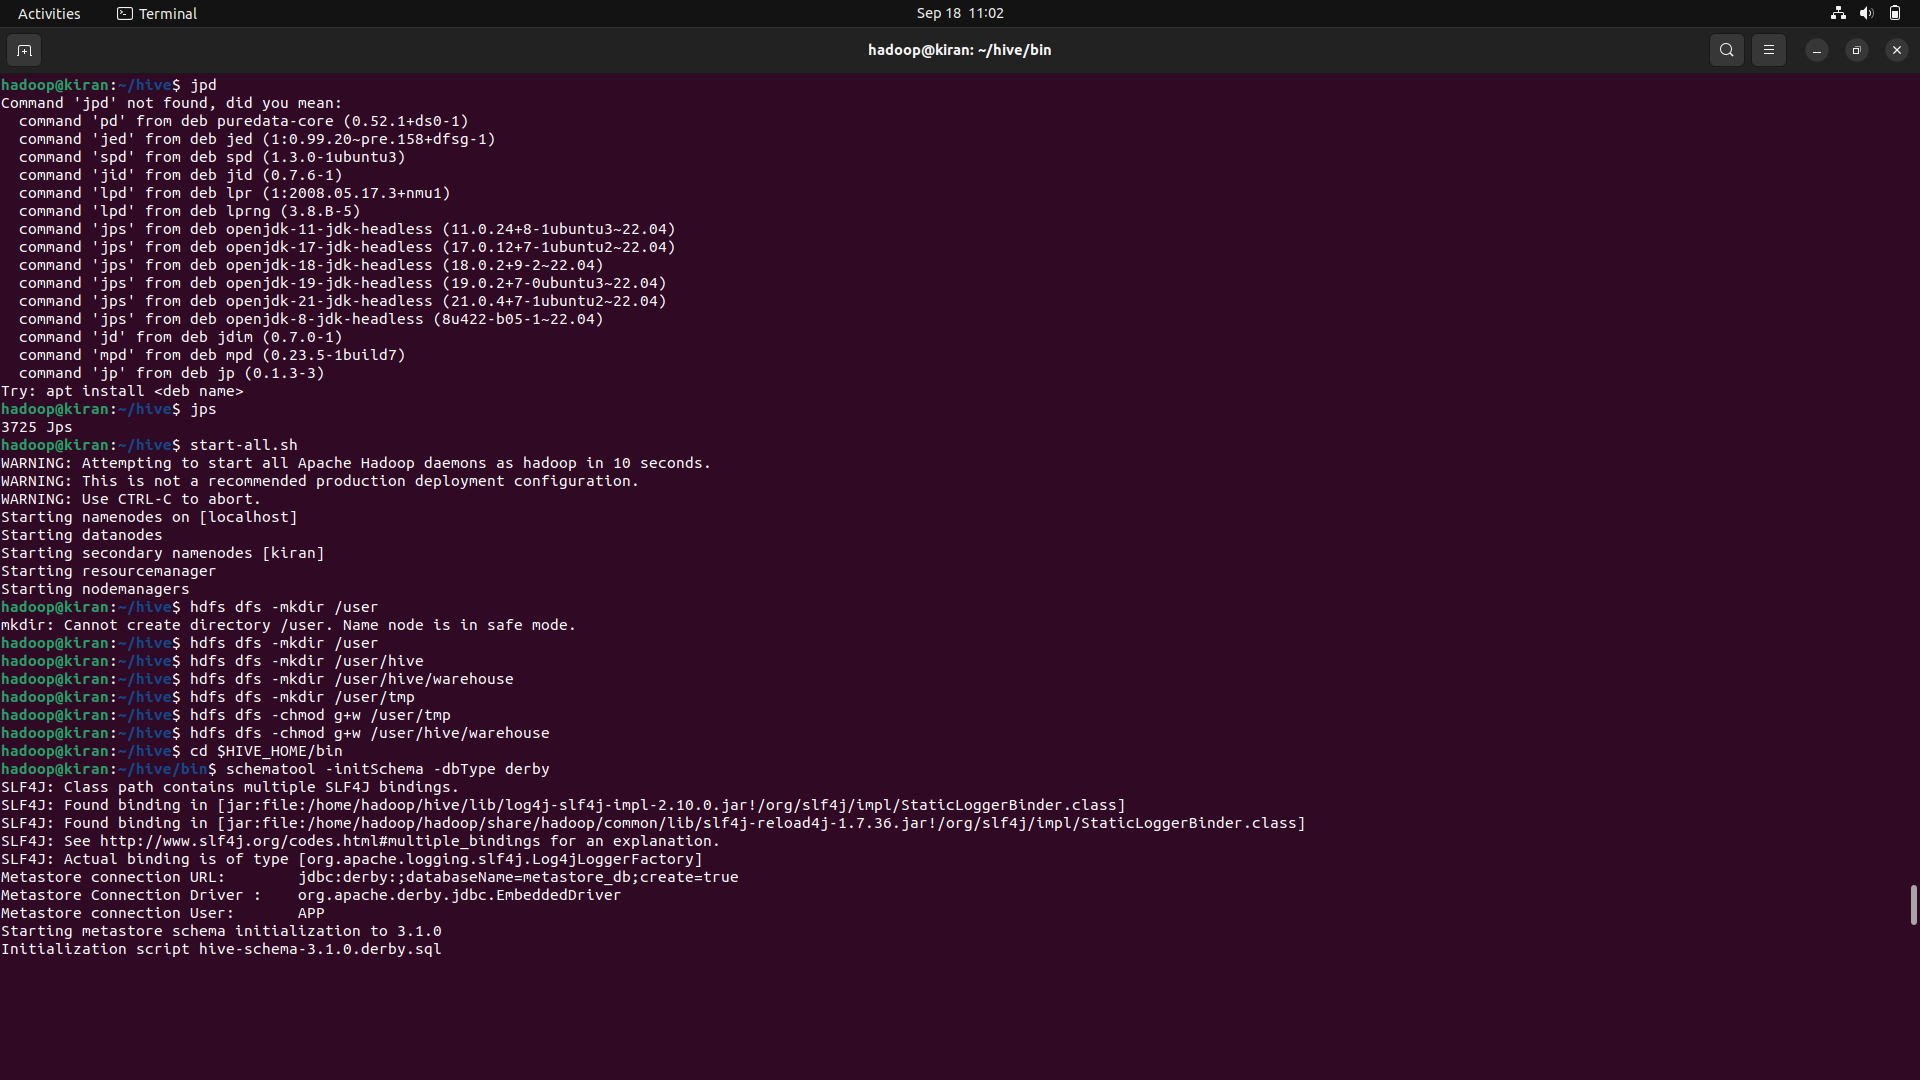 Activities
Terminal
Sep 18 11:02
hadoop@kiran: ~/hive/bin
hadoop@kiran:~/hive$ jpd
Command 'jpd' not found, did you mean:
  command 'pd' from deb puredata-core (0.52.1+ds0-1)
  command 'jed' from deb jed (1:0.99.20~pre.158+dfsg-1)
  command 'spd' from deb spd (1.3.0-1ubuntu3)
  command 'jid' from deb jid (0.7.6-1)
  command 'lpd' from deb lpr (1:2008.05.17.3+nmu1)
  command 'lpd' from deb lprng (3.8.B-5)
  command 'jps' from deb openjdk-11-jdk-headless (11.0.24+8-1ubuntu3~22.04)
  command 'jps' from deb openjdk-17-jdk-headless (17.0.12+7-1ubuntu2~22.04)
  command 'jps' from deb openjdk-18-jdk-headless (18.0.2+9-2~22.04)
  command 'jps' from deb openjdk-19-jdk-headless (19.0.2+7-0ubuntu3~22.04)
  command 'jps' from deb openjdk-21-jdk-headless (21.0.4+7-1ubuntu2~22.04)
  command 'jps' from deb openjdk-8-jdk-headless (8u422-b05-1~22.04)
  command 'jd' from deb jdim (0.7.0-1)
  command 'mpd' from deb mpd (0.23.5-1build7)
  command 'jp' from deb jp (0.1.3-3)
Try: apt install <deb name>
hadoop@kiran:~/hive$ jps
3725 Jps
hadoop@kiran:~/hive$ start-all.sh
WARNING: Attempting to start all Apache Hadoop daemons as hadoop in 10 seconds.
WARNING: This is not a recommended production deployment configuration.
WARNING: Use CTRL-C to abort.
Starting namenodes on [localhost]
Starting datanodes
Starting secondary namenodes [kiran]
Starting resourcemanager
Starting nodemanagers
hadoop@kiran:~/hive$ hdfs dfs -mkdir /user
mkdir: Cannot create directory /user. Name node is in safe mode.
hadoop@kiran:~/hive$ hdfs dfs -mkdir /user
hadoop@kiran:~/hive$ hdfs dfs -mkdir /user/hive
hadoop@kiran:~/hive$ hdfs dfs -mkdir /user/hive/warehouse
hadoop@kiran:~/hive$ hdfs dfs -mkdir /user/tmp
hadoop@kiran:~/hive$ hdfs dfs -chmod g+w /user/tmp
hadoop@kiran:~/hive$ hdfs dfs -chmod g+w /user/hive/warehouse
hadoop@kiran:~/hive$ cd $HIVE_HOME/bin
hadoop@kiran:~/hive/bin$ schematool -initSchema -dbType derby
SLF4J: Class path contains multiple SLF4J bindings.
SLF4J: Found binding in [jar:file:/home/hadoop/hive/lib/log4j-slf4j-impl-2.10.0.jar!/org/slf4j/impl/StaticLoggerBinder.class]
SLF4J: Found binding in [jar:file:/home/hadoop/hadoop/share/hadoop/common/lib/slf4j-reload4j-1.7.36.jar!/org/slf4j/impl/StaticLoggerBinder.class]
SLF4J: See http://www.slf4j.org/codes.html#multiple_bindings for an explanation.
SLF4J: Actual binding is of type [org.apache.logging.slf4j.Log4jLoggerFactory]
Metastore connection URL:        jdbc:derby:;databaseName=metastore_db;create=true
Metastore Connection Driver :    org.apache.derby.jdbc.EmbeddedDriver
Metastore connection User:       APP
Starting metastore schema initialization to 3.1.0
Initialization script hive-schema-3.1.0.derby.sql